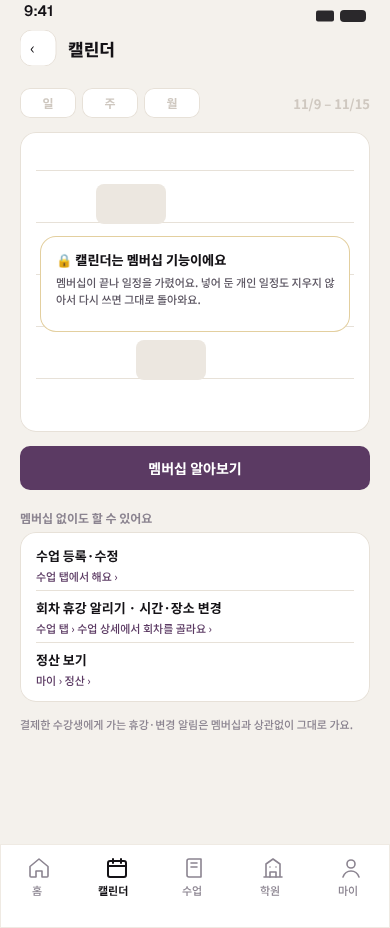 9:41
‹ 캘린더
일 주 월 11/9 – 11/15
🔒 캘린더는 멤버십 기능이에요
멤버십이 끝나 일정을 가렸어요. 넣어 둔 개인 일정도 지우지 않
아서 다시 쓰면 그대로 돌아와요.
멤버십 알아보기
멤버십 없이도 할 수 있어요
수업 등록·수정
수업 탭에서 해요 ›
회차 휴강 알리기 · 시간·장소 변경
수업 탭 › 수업 상세에서 회차를 골라요 ›
정산 보기
마이 › 정산 ›
결제한 수강생에게 가는 휴강·변경 알림은 멤버십과 상관없이 그대로 가요.
홈 캘린더 수업 학원 마이